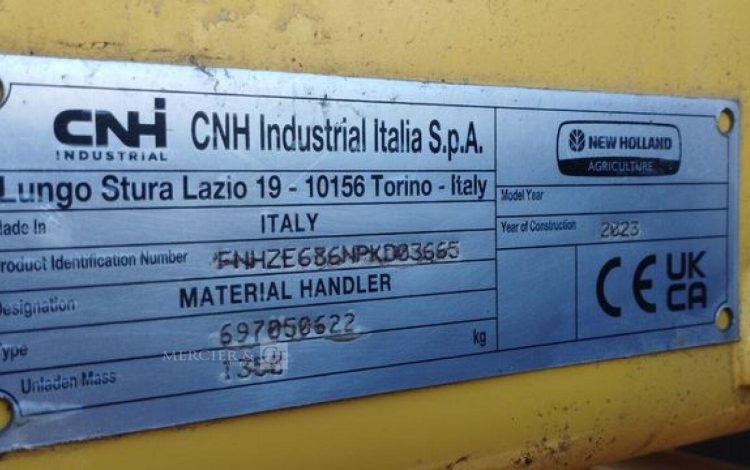 CNHi
INDUSTRIAL
CNH Industrial Italia S.p.A.
NEW HOLLAND
AGRICULTURE
Lungo Stura Lazio 19 - 10156 Torino - Italy
Model Year
Made in ITALY
Year of Construction 2023
Product Identification Number FNHZE686NPKD03665
Designation MATERIAL HANDLER
CE UK CA
Type 697050622
Unladen Mass kg
MERCIER &